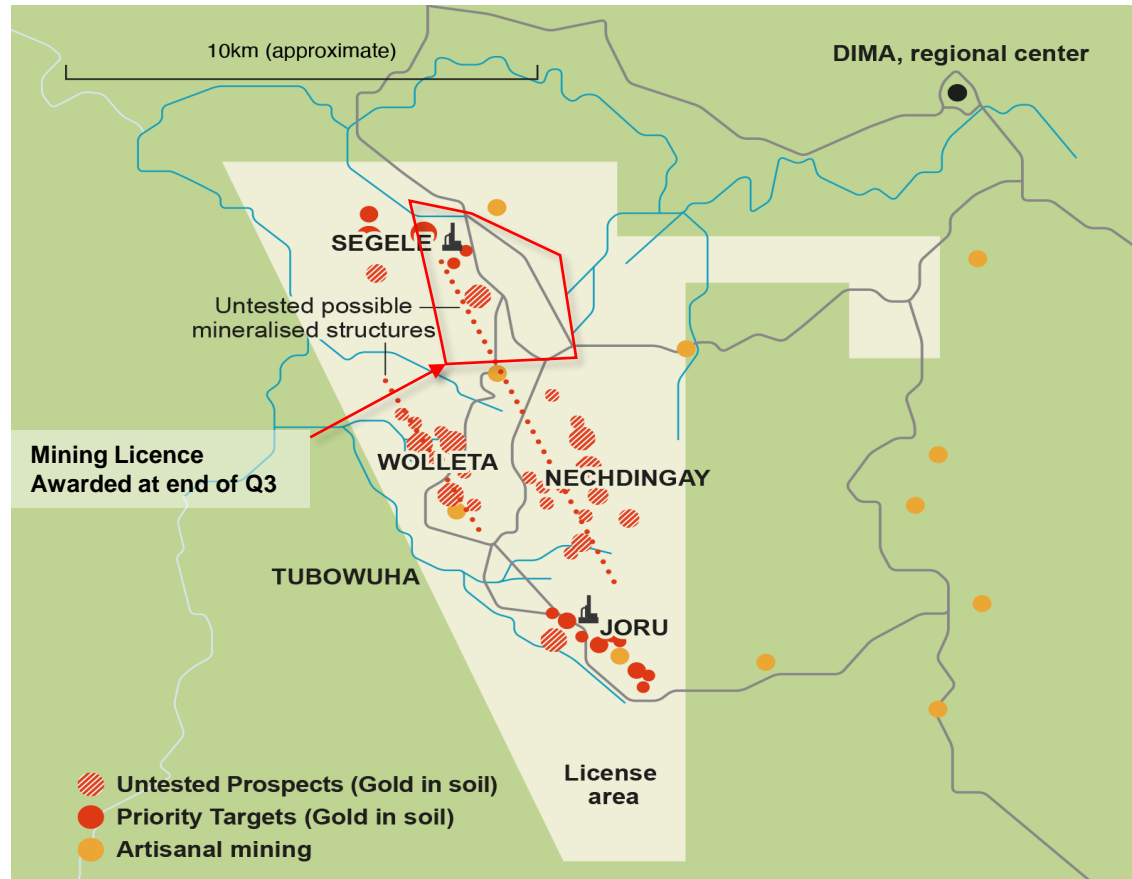 10km (approximate)
DIMA, regional center
SEGELE
Untested possible
mineralised structures
Mining Licence
Awarded at end of Q3
WOLLETA
NECHDINGAY
TUBOWUHA
JORU
License
area
Untested Prospects (Gold in soil)
Priority Targets (Gold in soil)
Artisanal mining